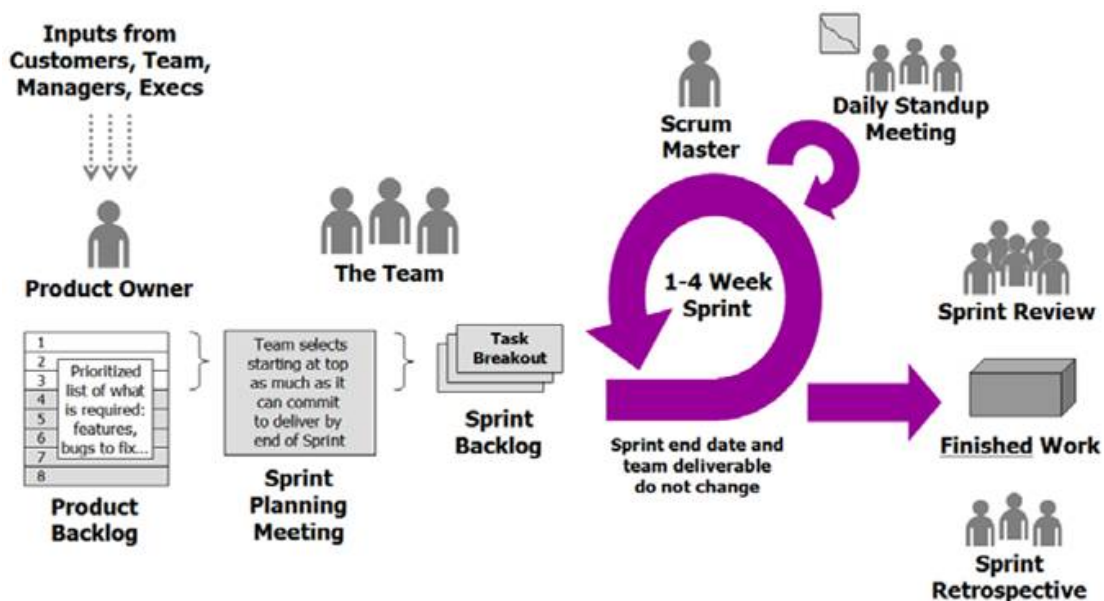 Inputs from
Customers, Team,
Managers, Execs
Product Owner
The Team
Scrum
Master
Daily Standup
Meeting
1
2
3
4
5
6
7
8
Prioritized
list of what
is required:
features,
bugs to fix...
Product
Backlog
Team selects
starting at top
as much as it
can commit
to deliver by
end of Sprint
Sprint
Planning
Meeting
Task
Breakout
Sprint
Backlog
1-4 Week
Sprint
Sprint end date and
team deliverable
do not change
Sprint Review
Finished Work
Sprint
Retrospective